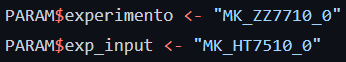 PARAM$experimento <- "MK_ZZ7710_0"
PARAM$exp_input <- "MK_HT7510_0"